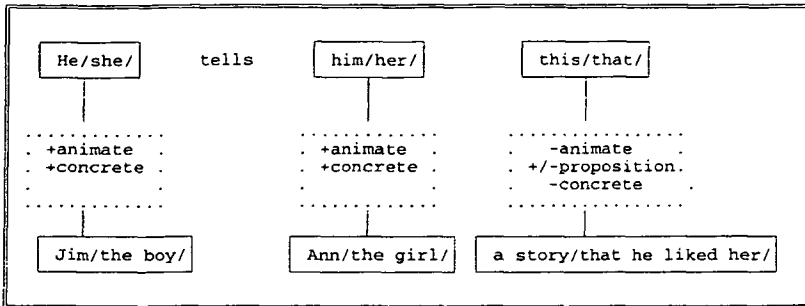 He/she/ tells him/her/ this/that/
+animate +animate -animate
+concrete +concrete +/-proposition
-concrete
Jim/the boy/ Ann/the girl/ a story/that he liked her/